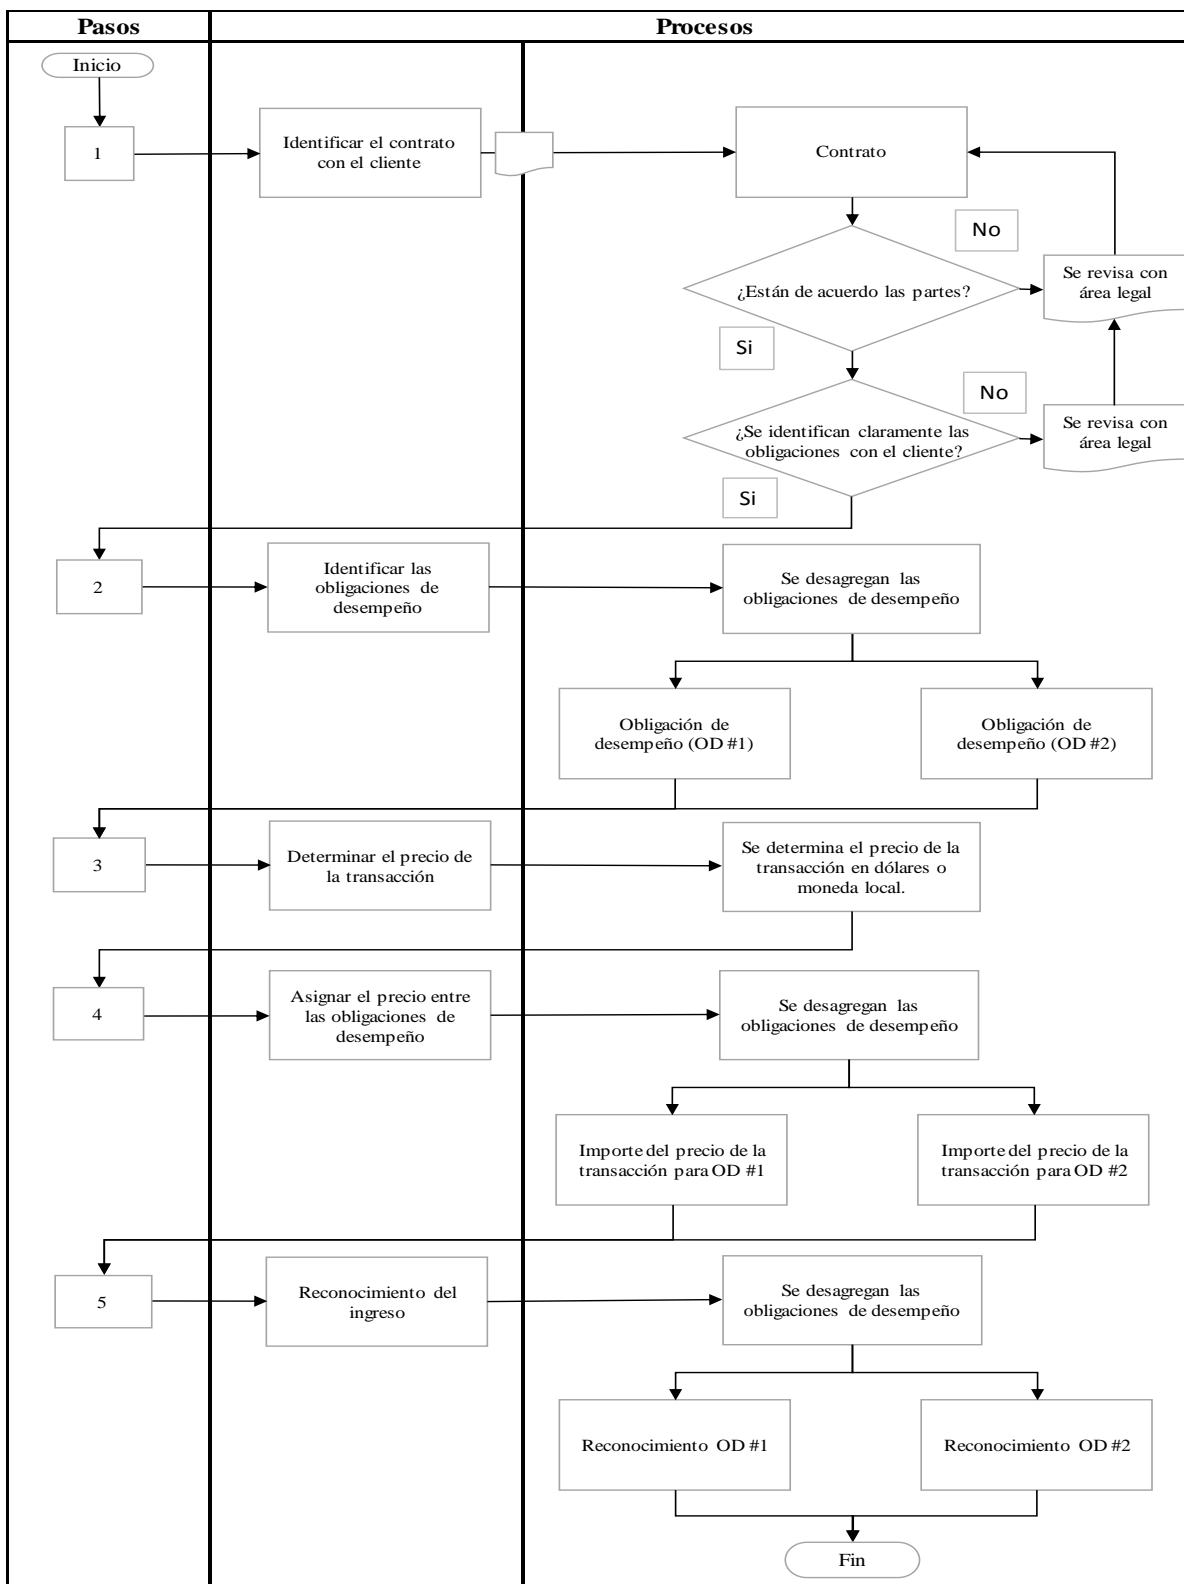 Pasos
Procesos
Inicio
1
Identificar el contrato
con el cliente
Contrato
No
¿Están de acuerdo las partes?
Se revisa con
área legal
Si
No
¿Se identifican claramente las
obligaciones con el cliente?
Se revisa con
área legal
Si
2
Identificar las
obligaciones de
desempeño
Se desagregan las
obligaciones de desempeño
Obligación de
desempeño (OD #1)
Obligación de
desempeño (OD #2)
3
Determinar el precio de
la transacción
Se determina el precio de la
transacción en dólares o
moneda local.
4
Asignar el precio entre
las obligaciones de
desempeño
Se desagregan las
obligaciones de desempeño
Importe del precio de la
transacción para OD #1
Importe del precio de la
transacción para OD #2
5
Reconocimiento del
ingreso
Se desagregan las
obligaciones de desempeño
Reconocimiento OD #1
Reconocimiento OD #2
Fin